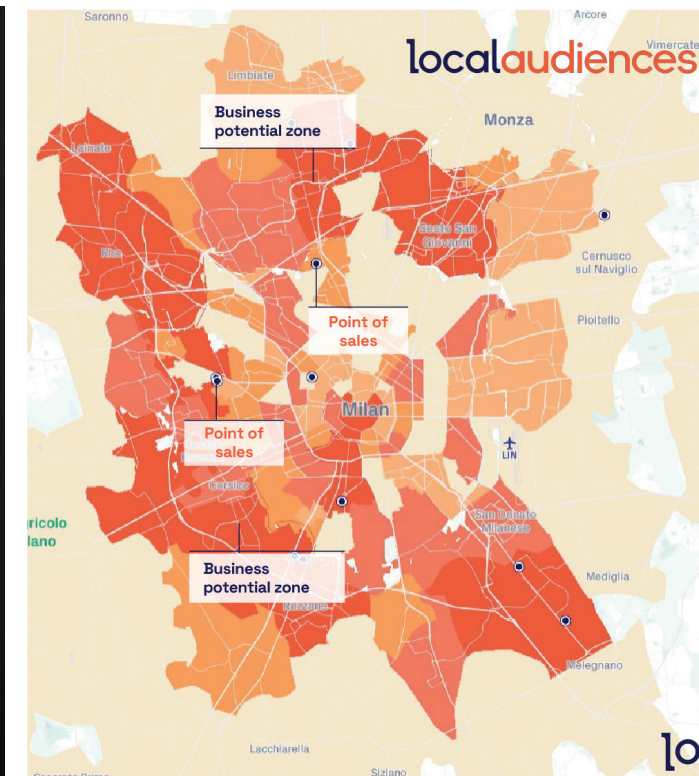 Saronno
Arcore
localaudiences
Vimercate
Limbiate
Business
potential zone
Monza
Lainate
Sesto San
Giovanni
Rho
Cernusco
sul Naviglio
Point of
sales
Pioltello
Milan
Point of
sales
LIN
Corsico
San Donato
Milanese
gricolo
lano
Business
potential zone
Mediglia
Rozzano
Melegnano
lo
Lacchiarella
Siziano